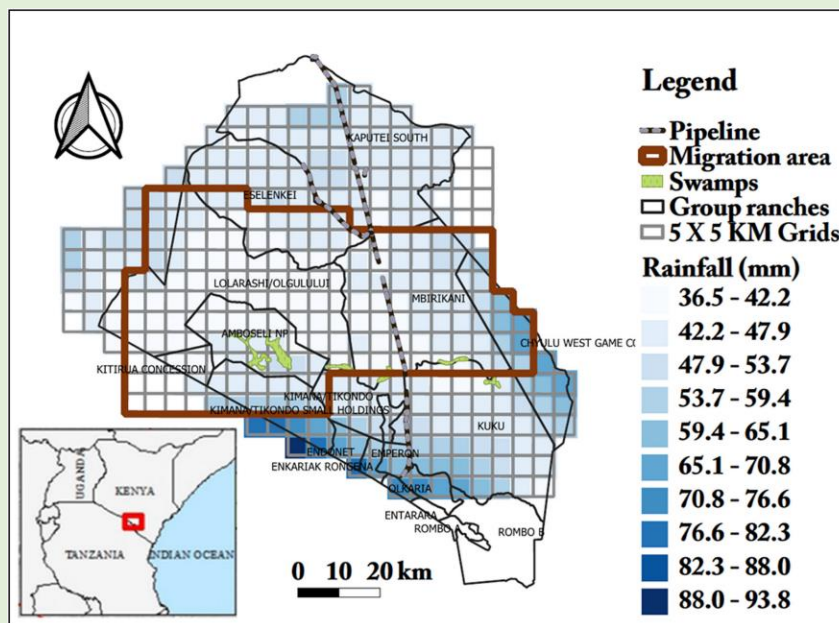 Legend
Pipeline
Migration area
Swamps
Group ranches
5 X 5 KM Grids
Rainfall (mm)
36.5 - 42.2
42.2 - 47.9
47.9 - 53.7
53.7 - 59.4
59.4 - 65.1
65.1 - 70.8
70.8 - 76.6
76.6 - 82.3
82.3 - 88.0
88.0 - 93.8
KAPUTEI SOUTH
ESELENKEI
LOLARASHI/OLGULULUI
MBIRIKANI
AMBOSELI NP
CHYULU WEST GAME CO
KITIRUA CONCESSION
KIMANA/TIKONDO
KIMANA/TIKONDO SMALL HOLDINGS
KUKU
ENDONET
EMPERON
ENKARIAK RONGENA
OLKARIA
ENTARARA
ROMBO A
ROMBO B
UGANDA
KENYA
TANZANIA
INDIAN OCEAN
0 10 20 km